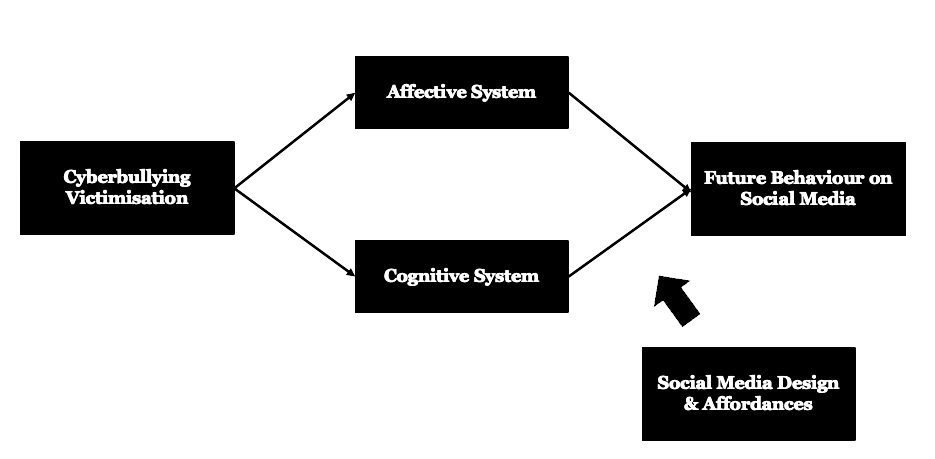 Affective System
Cyberbullying
Victimisation
Future Behaviour on
Social Media
Cognitive System
Social Media Design
& Affordances